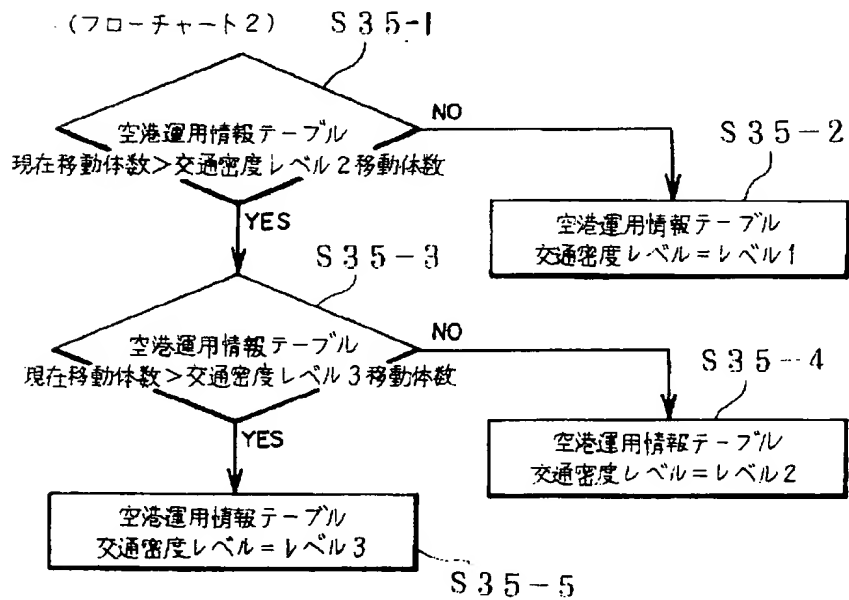 (フローチャート2)
S35-1
空港運用情報テーブル
現在移動体数>交通密度レベル2移動体数
NO
S35-2
空港運用情報テーブル
交通密度レベル=レベル1
YES
S35-3
空港運用情報テーブル
現在移動体数>交通密度レベル3移動体数
NO
S35-4
空港運用情報テーブル
交通密度レベル=レベル2
YES
空港運用情報テーブル
交通密度レベル=レベル3
S35-5